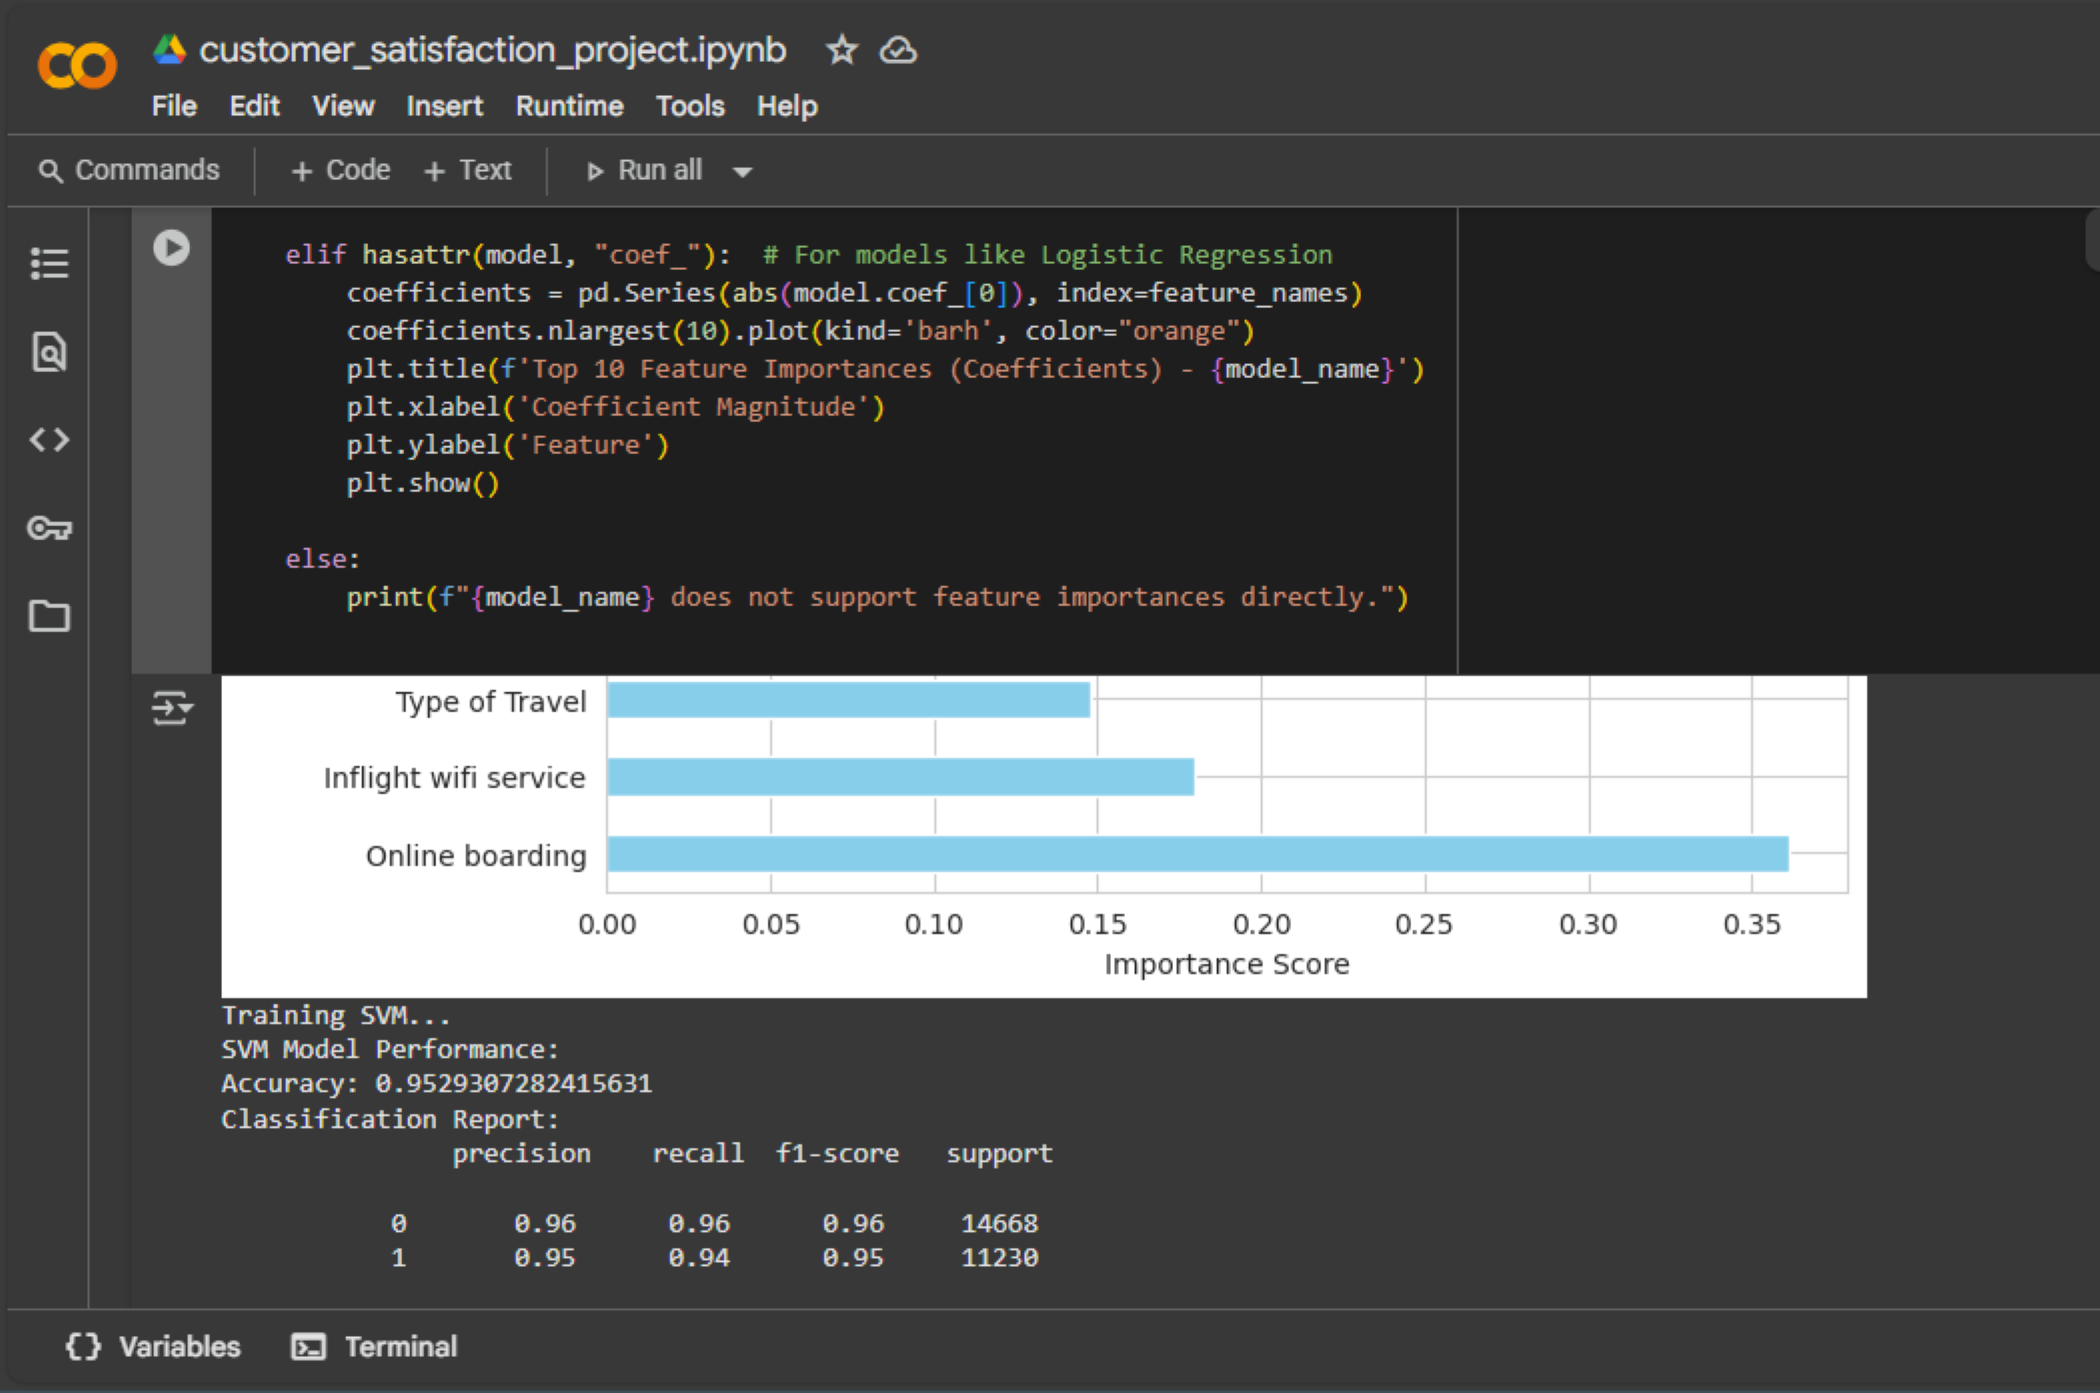 customer_satisfaction_project.ipynb
File Edit View Insert Runtime Tools Help
Commands + Code + Text Run all
elif hasattr(model, "coef_"):  # For models like Logistic Regression
    coefficients = pd.Series(abs(model.coef_[0]), index=feature_names)
    coefficients.nlargest(10).plot(kind='barh', color="orange")
    plt.title(f'Top 10 Feature Importances (Coefficients) - {model_name}')
    plt.xlabel('Coefficient Magnitude')
    plt.ylabel('Feature')
    plt.show()
else:
    print(f"{model_name} does not support feature importances directly.")
Type of Travel
Inflight wifi service
Online boarding
0.00 0.05 0.10 0.15 0.20 0.25 0.30 0.35
Importance Score
Training SVM...
SVM Model Performance:
Accuracy: 0.9529307282415631
Classification Report:
precision recall f1-score support
0 0.96 0.96 0.96 14668
1 0.95 0.94 0.95 11230
Variables Terminal